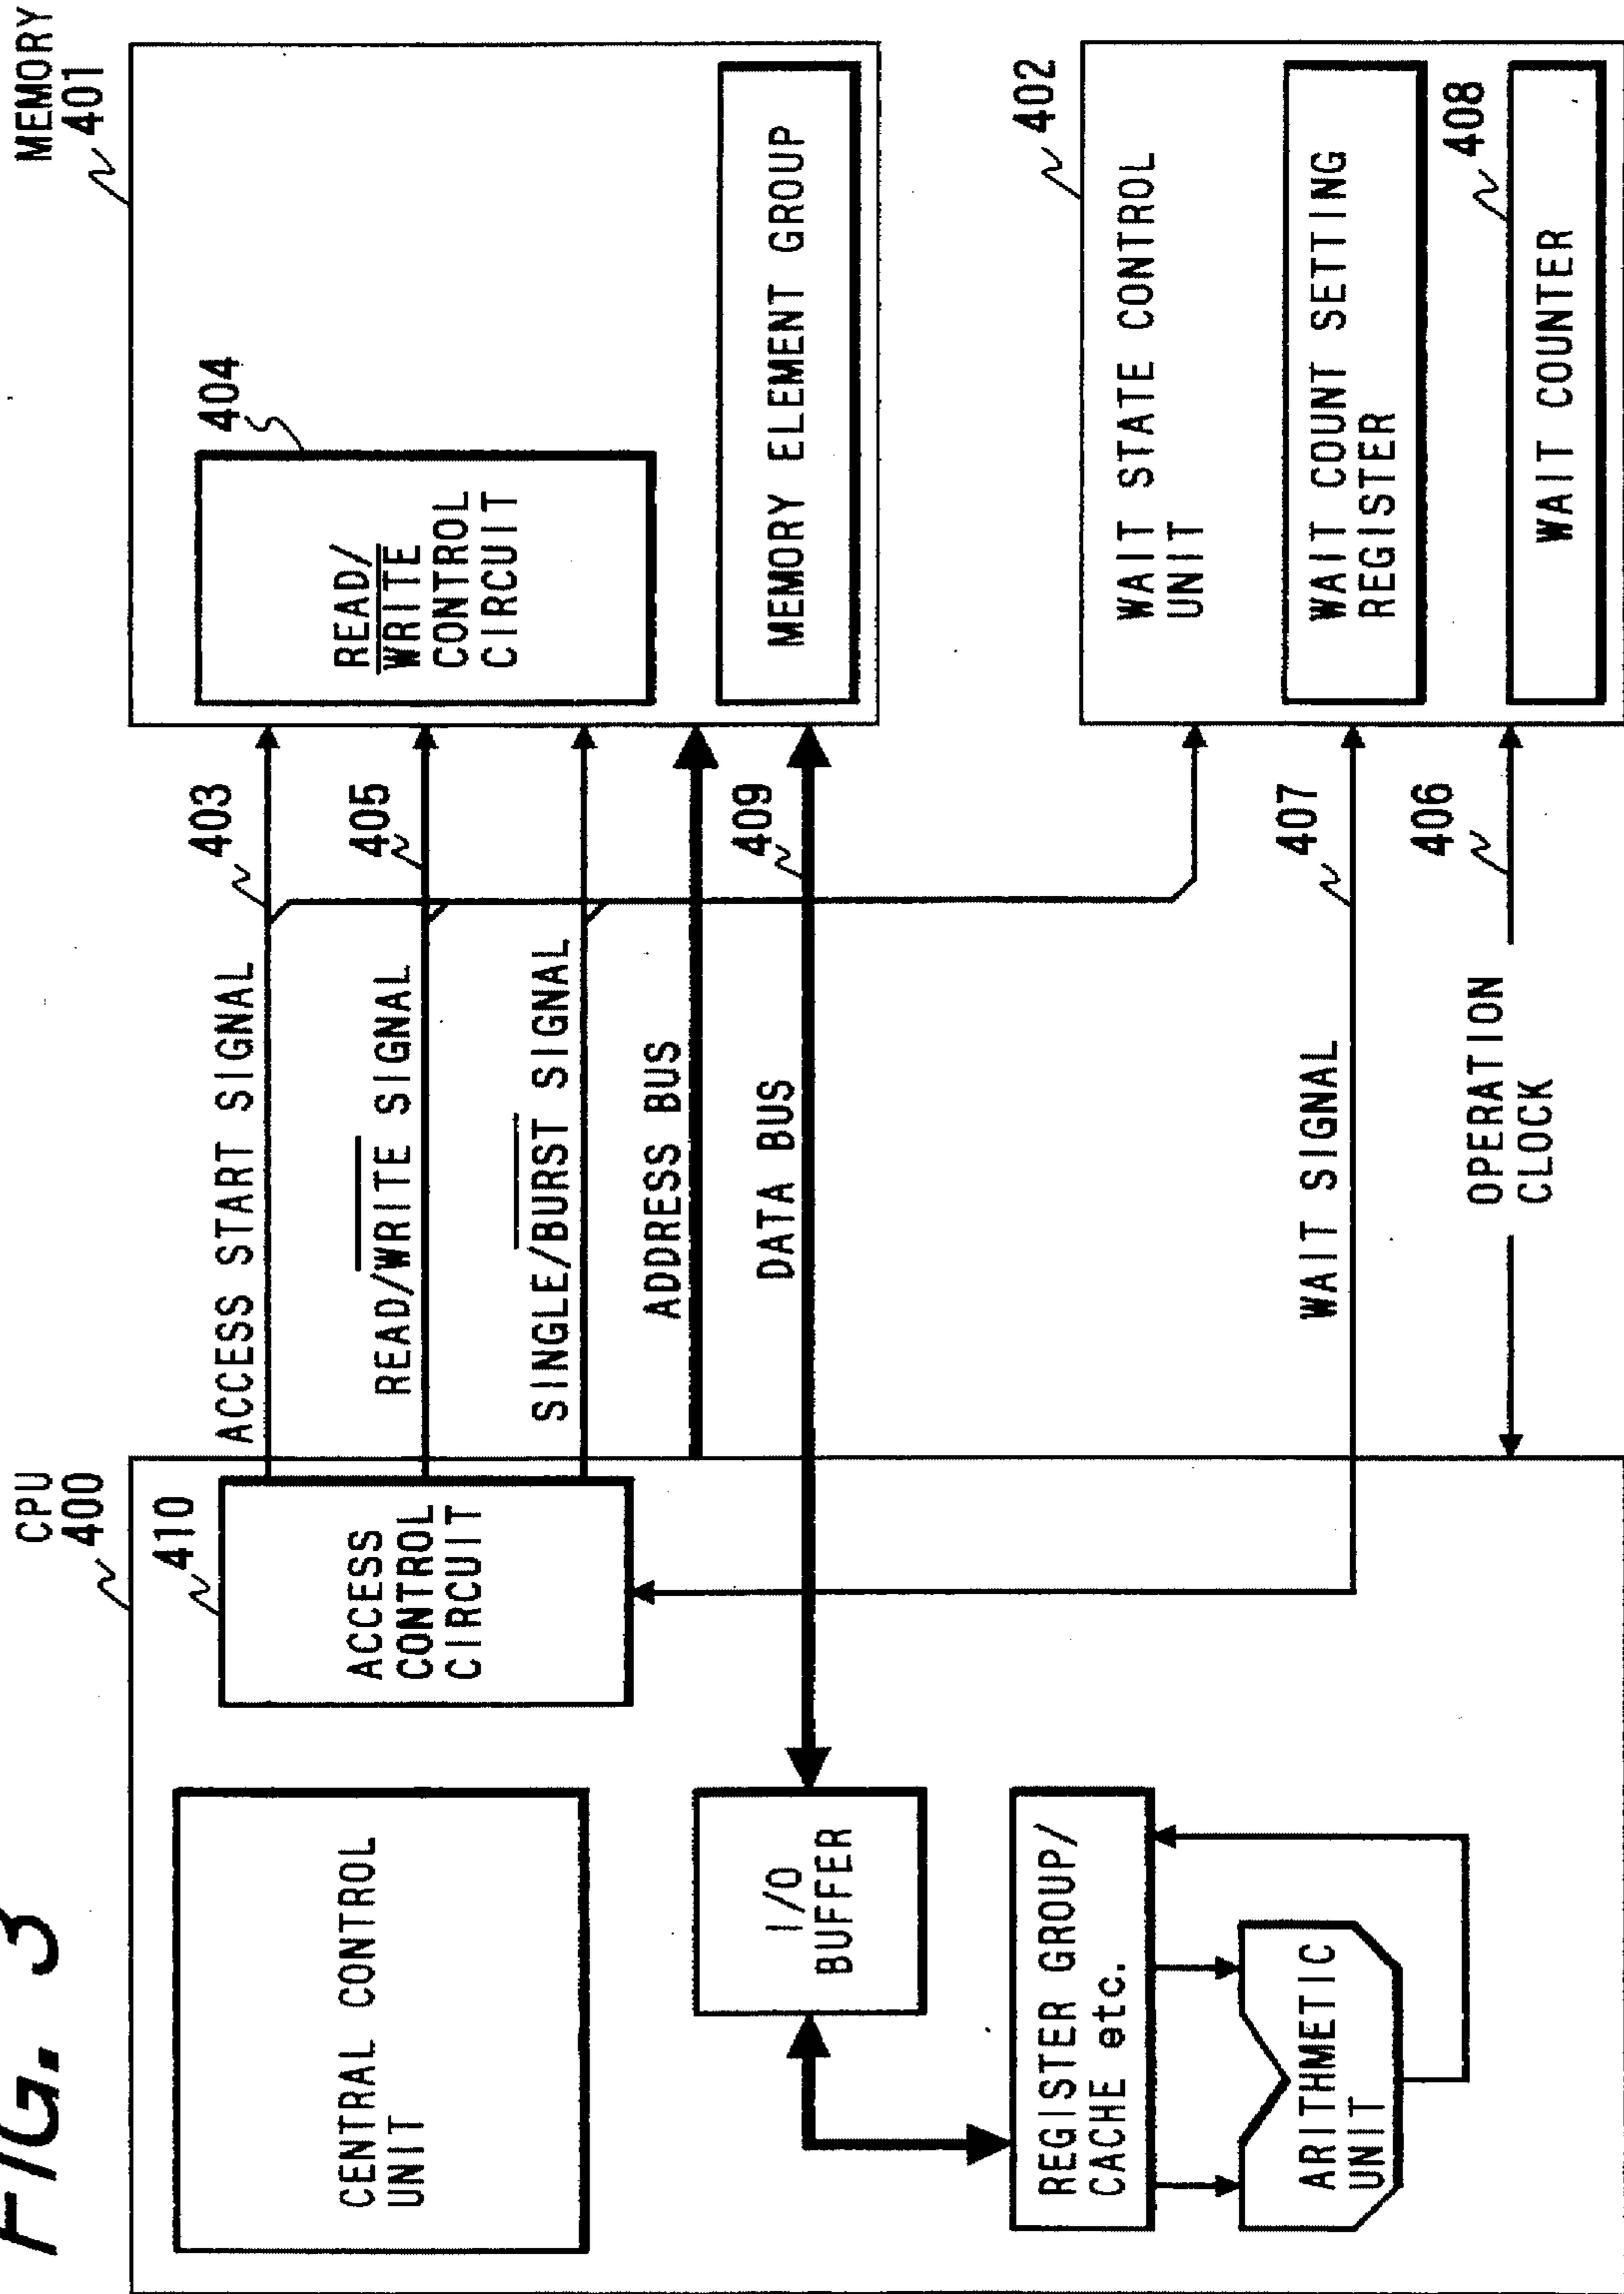 FIG. 3
CPU
400
CENTRAL CONTROL
UNIT
410
ACCESS
CONTROL
CIRCUIT
I/O
BUFFER
REGISTER GROUP/
CACHE etc.
ARITHMETIC
UNIT
ACCESS START SIGNAL
403
READ/WRITE SIGNAL
405
SINGLE/BURST SIGNAL
ADDRESS BUS
DATA BUS
409
WAIT SIGNAL
407
OPERATION
CLOCK
406
MEMORY
401
404
READ/
WRITE
CONTROL
CIRCUIT
MEMORY ELEMENT GROUP
402
WAIT STATE CONTROL
UNIT
WAIT COUNT SETTING
REGISTER
408
WAIT COUNTER